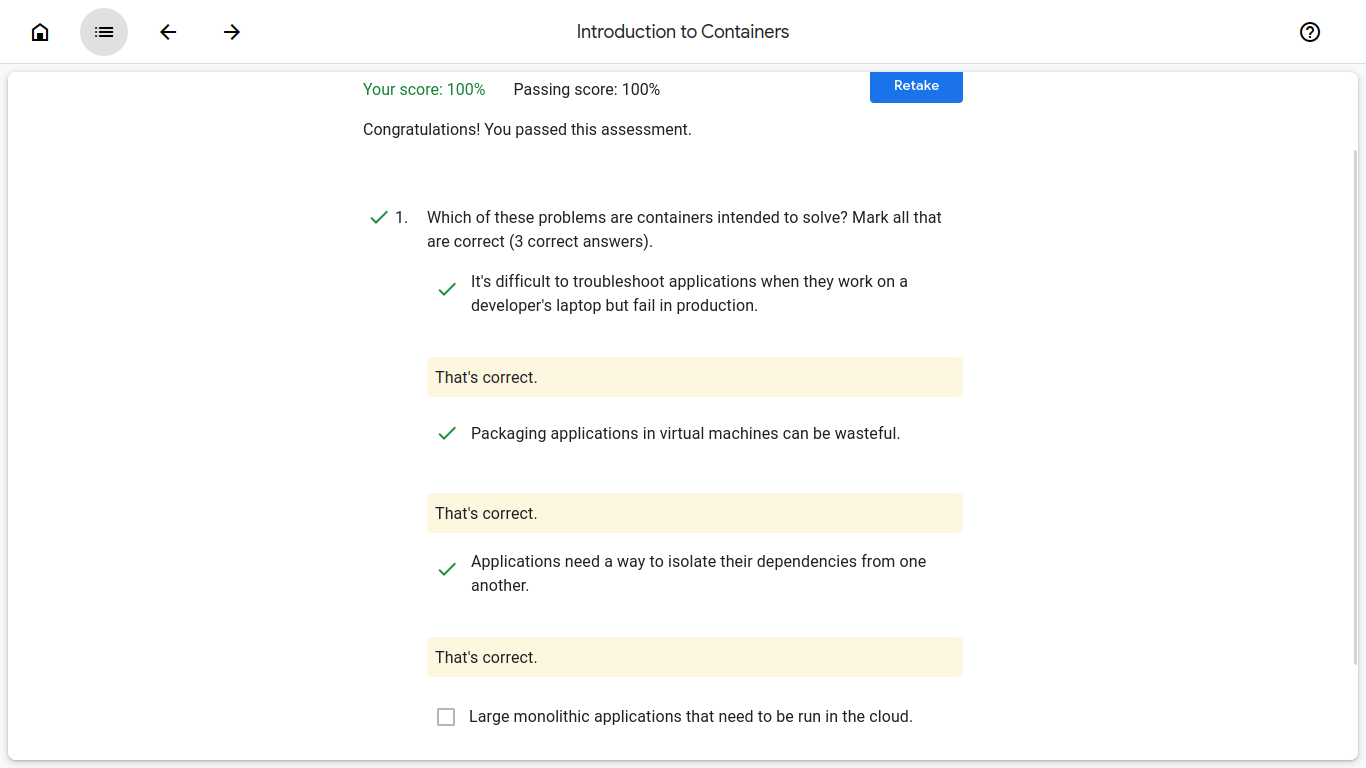 Introduction to Containers
Your score: 100% Passing score: 100%
Retake
Congratulations! You passed this assessment.
1. Which of these problems are containers intended to solve? Mark all that
are correct (3 correct answers).
It's difficult to troubleshoot applications when they work on a
developer's laptop but fail in production.
That's correct.
Packaging applications in virtual machines can be wasteful.
That's correct.
Applications need a way to isolate their dependencies from one
another.
That's correct.
Large monolithic applications that need to be run in the cloud.